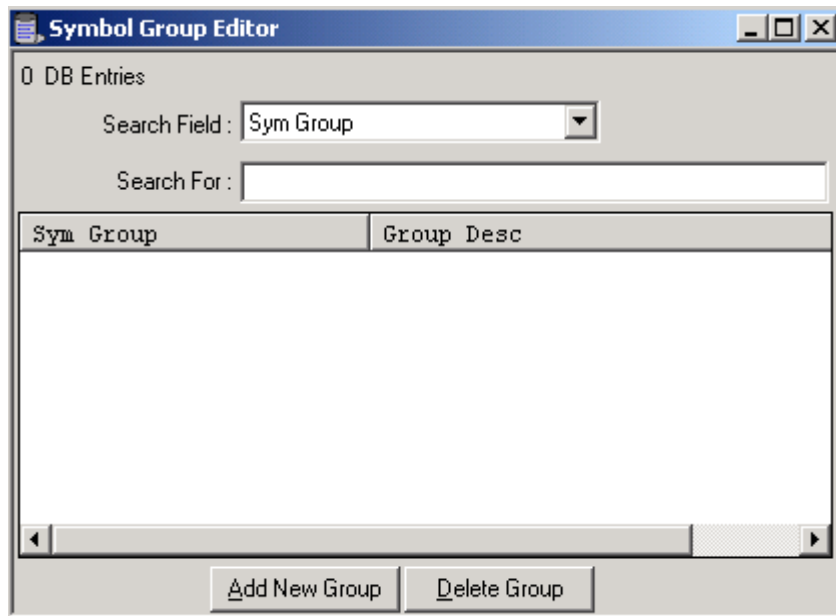 Symbol Group Editor
0 DB Entries
Search Field : Sym Group
Search For :
Sym Group Group Desc
Add New Group Delete Group